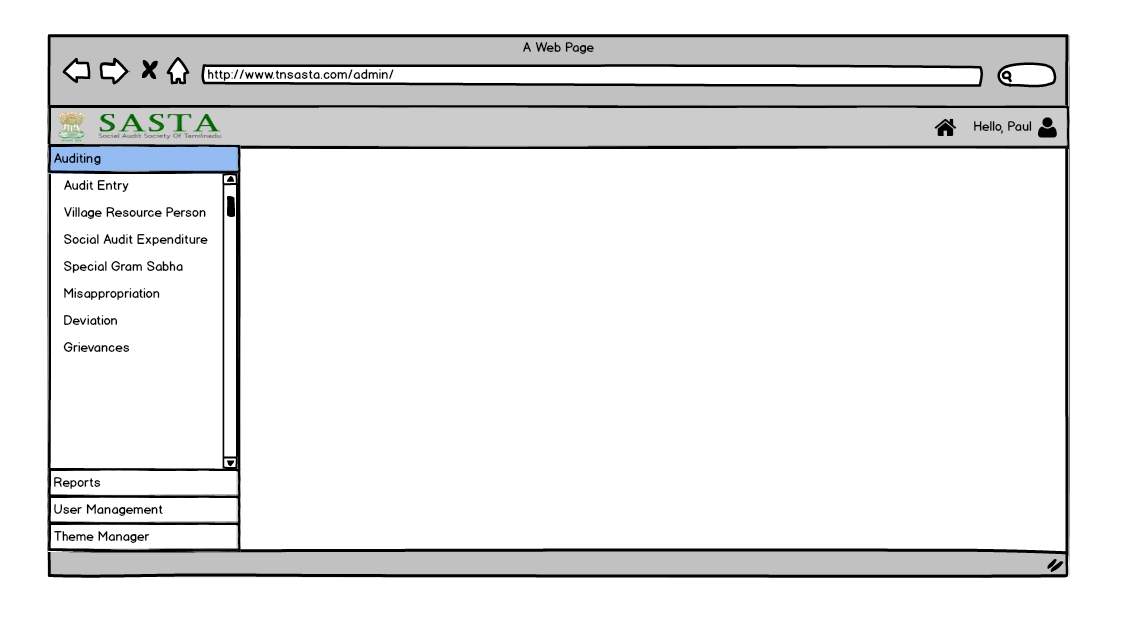 A Web Page
http://www.tnsasta.com/admin/
SASTA
Social Audit Society Of Tamilnadu
Hello, Paul
Auditing
Audit Entry
Village Resource Person
Social Audit Expenditure
Special Gram Sabha
Misappropriation
Deviation
Grievances
Reports
User Management
Theme Manager